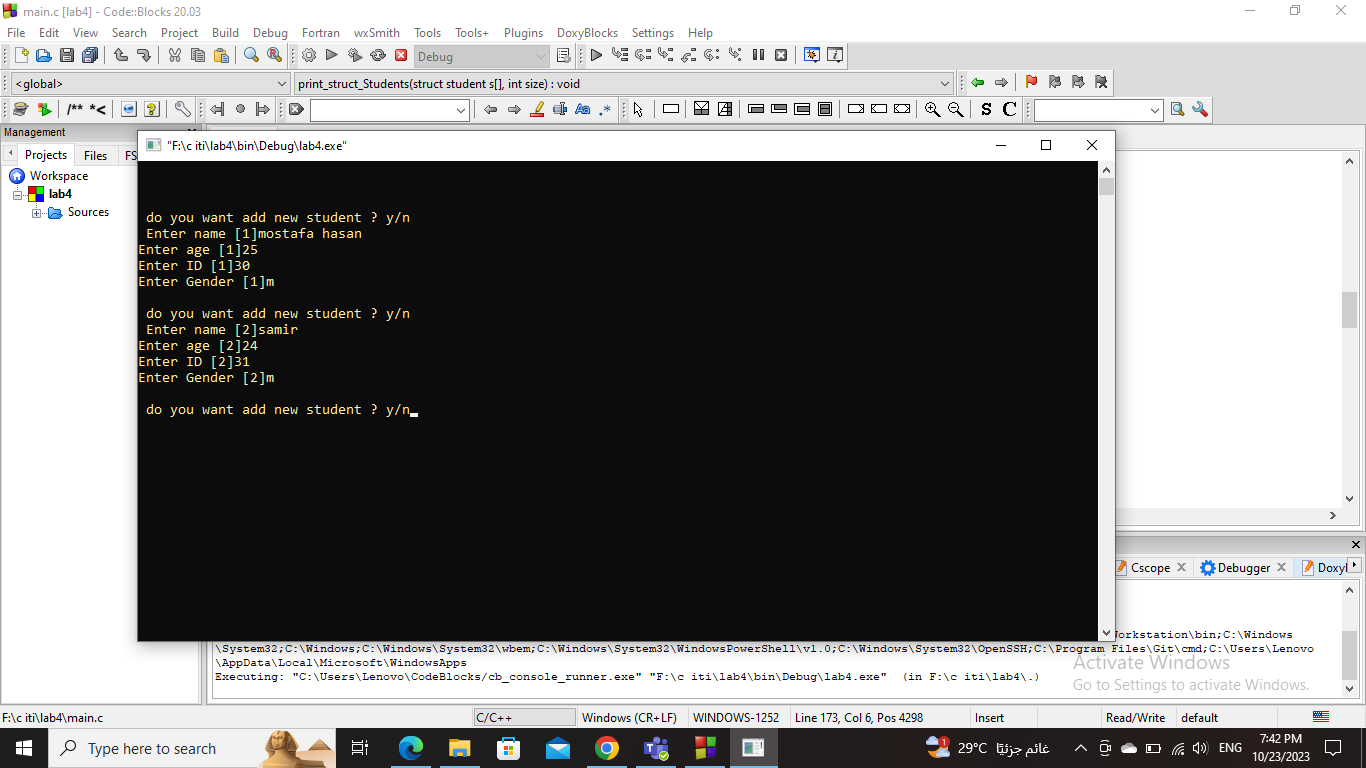 main.c [lab4] - Code::Blocks 20.03
File Edit View Search Project Build Debug Fortran wxSmith Tools Tools+ Plugins DoxyBlocks Settings Help
Debug
<global> print_struct_Students(struct student s[], int size) : void
/** *< Aa .* S C
Management
Projects Files FS
Workspace
lab4
Sources
"F:\c iti\lab4\bin\Debug\lab4.exe"
do you want add new student ? y/n
Enter name [1]mostafa hasan
Enter age [1]25
Enter ID [1]30
Enter Gender [1]m
do you want add new student ? y/n
Enter name [2]samir
Enter age [2]24
Enter ID [2]31
Enter Gender [2]m
do you want add new student ? y/n
Cscope Debugger Doxyl
Workstation\bin;C:\Windows
\System32;C:\Windows;C:\Windows\System32\wbem;C:\Windows\System32\WindowsPowerShell\v1.0;C:\Windows\System32\OpenSSH;C:\Program Files\Git\cmd;C:\Users\Lenovo
\AppData\Local\Microsoft\WindowsApps
Executing: "C:\Users\Lenovo\CodeBlocks/cb_console_runner.exe" "F:\c iti\lab4\bin\Debug\lab4.exe" (in F:\c iti\lab4\.)
Activate Windows
Go to Settings to activate Windows.
F:\c iti\lab4\main.c C/C++ Windows (CR+LF) WINDOWS-1252 Line 173, Col 6, Pos 4298 Insert Read/Write default
Type here to search 1 29°C غائم جزئيًا ENG 7:42 PM
10/23/2023